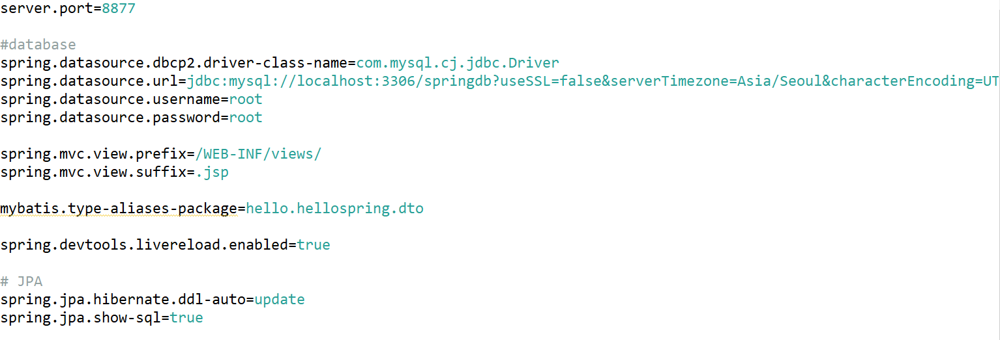 server.port=8877
#database
spring.datasource.dbcp2.driver-class-name=com.mysql.cj.jdbc.Driver
spring.datasource.url=jdbc:mysql://localhost:3306/springdb?useSSL=false&serverTimezone=Asia/Seoul&characterEncoding=UT
spring.datasource.username=root
spring.datasource.password=root
spring.mvc.view.prefix=/WEB-INF/views/
spring.mvc.view.suffix=.jsp
mybatis.type-aliases-package=hello.hellospring.dto
spring.devtools.livereload.enabled=true
# JPA
spring.jpa.hibernate.ddl-auto=update
spring.jpa.show-sql=true